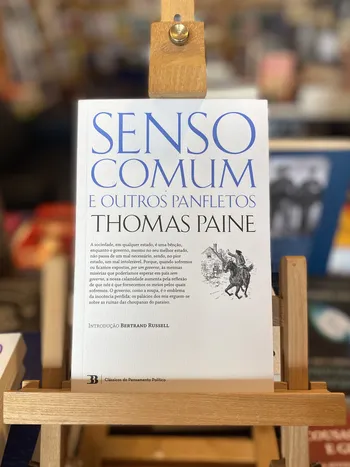 SENSO
COMUM
E OUTROS PANFLETOS
THOMAS PAINE
A sociedade, em qualquer estado, é uma bênção,
enquanto o governo, mesmo no seu melhor estado,
não passa de um mal necessário, sendo, no pior
estado, um mal intolerável. Porque, quando sofremos
ou ficamos expostos, por um governo, às mesmas
misérias que poderíamos esperar em país sem
governo, a nossa calamidade aumenta pela reflexão
de que nós é que fornecemos os meios pelos quais
sofremos. O governo, como a roupa, é o emblema
da inocência perdida; os palácios dos reis erguem-se
sobre as ruínas das choupanas do paraíso.
INTRODUÇÃO BERTRAND RUSSELL
B
Clássicos do Pensamento Político